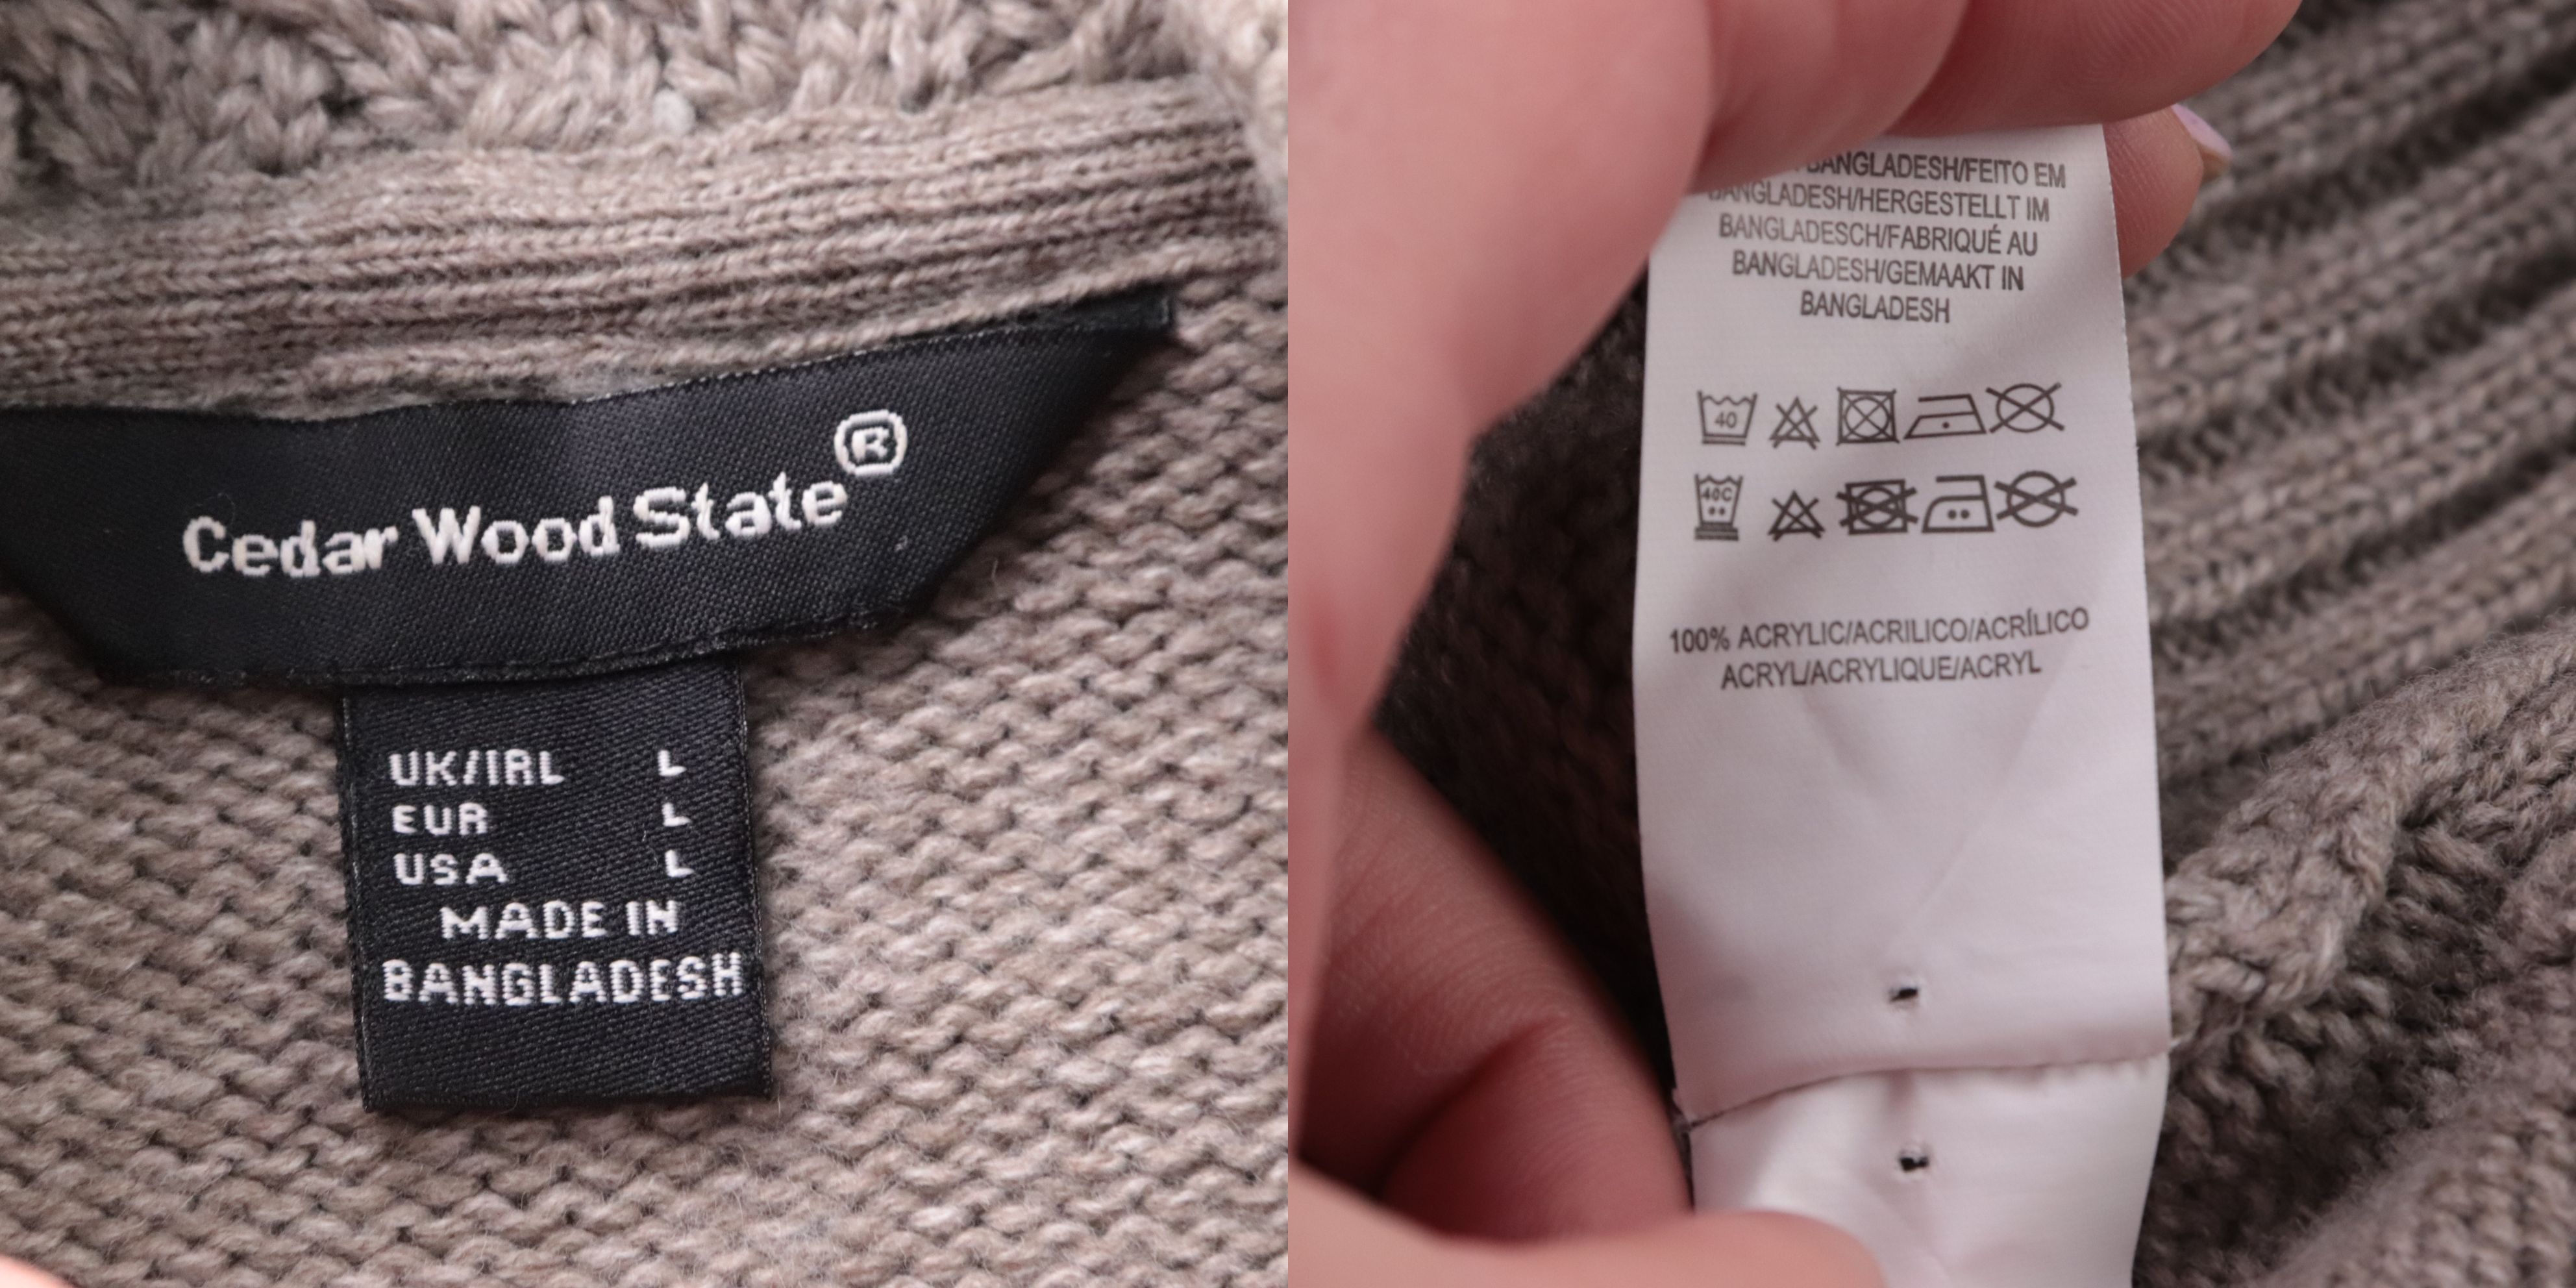 Cedar Wood State®
UK/IRL L
EUR L
USA L
MADE IN
BANGLADESH
BANGLADESH/FEITO EM
BANGLADESH/HERGESTELLT IM
BANGLADESCH/FABRIQUÉ AU
BANGLADESH/GEMAAKT IN
BANGLADESH
40
40C
100% ACRYLIC/ACRILICO/ACRÍLICO
ACRYL/ACRYLIQUE/ACRYL